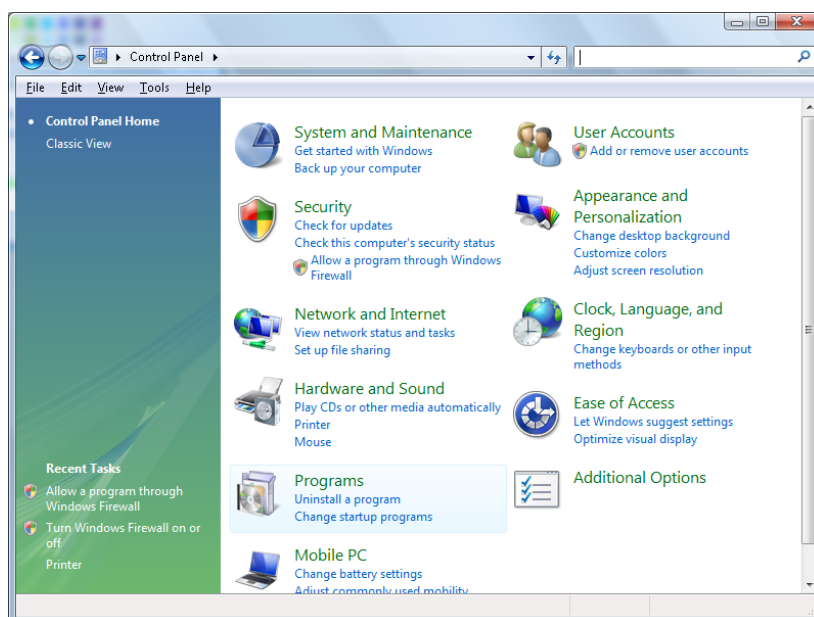 Control Panel
File Edit View Tools Help
Control Panel Home
Classic View
System and Maintenance
Get started with Windows
Back up your computer
Security
Check for updates
Check this computer's security status
Allow a program through Windows
Firewall
Network and Internet
View network status and tasks
Set up file sharing
Hardware and Sound
Play CDs or other media automatically
Printer
Mouse
Programs
Uninstall a program
Change startup programs
Mobile PC
Change battery settings
Adjust commonly used mobility
User Accounts
Add or remove user accounts
Appearance and
Personalization
Change desktop background
Customize colors
Adjust screen resolution
Clock, Language, and
Region
Change keyboards or other input
methods
Ease of Access
Let Windows suggest settings
Optimize visual display
Additional Options
Recent Tasks
Allow a program through
Windows Firewall
Turn Windows Firewall on or
off
Printer